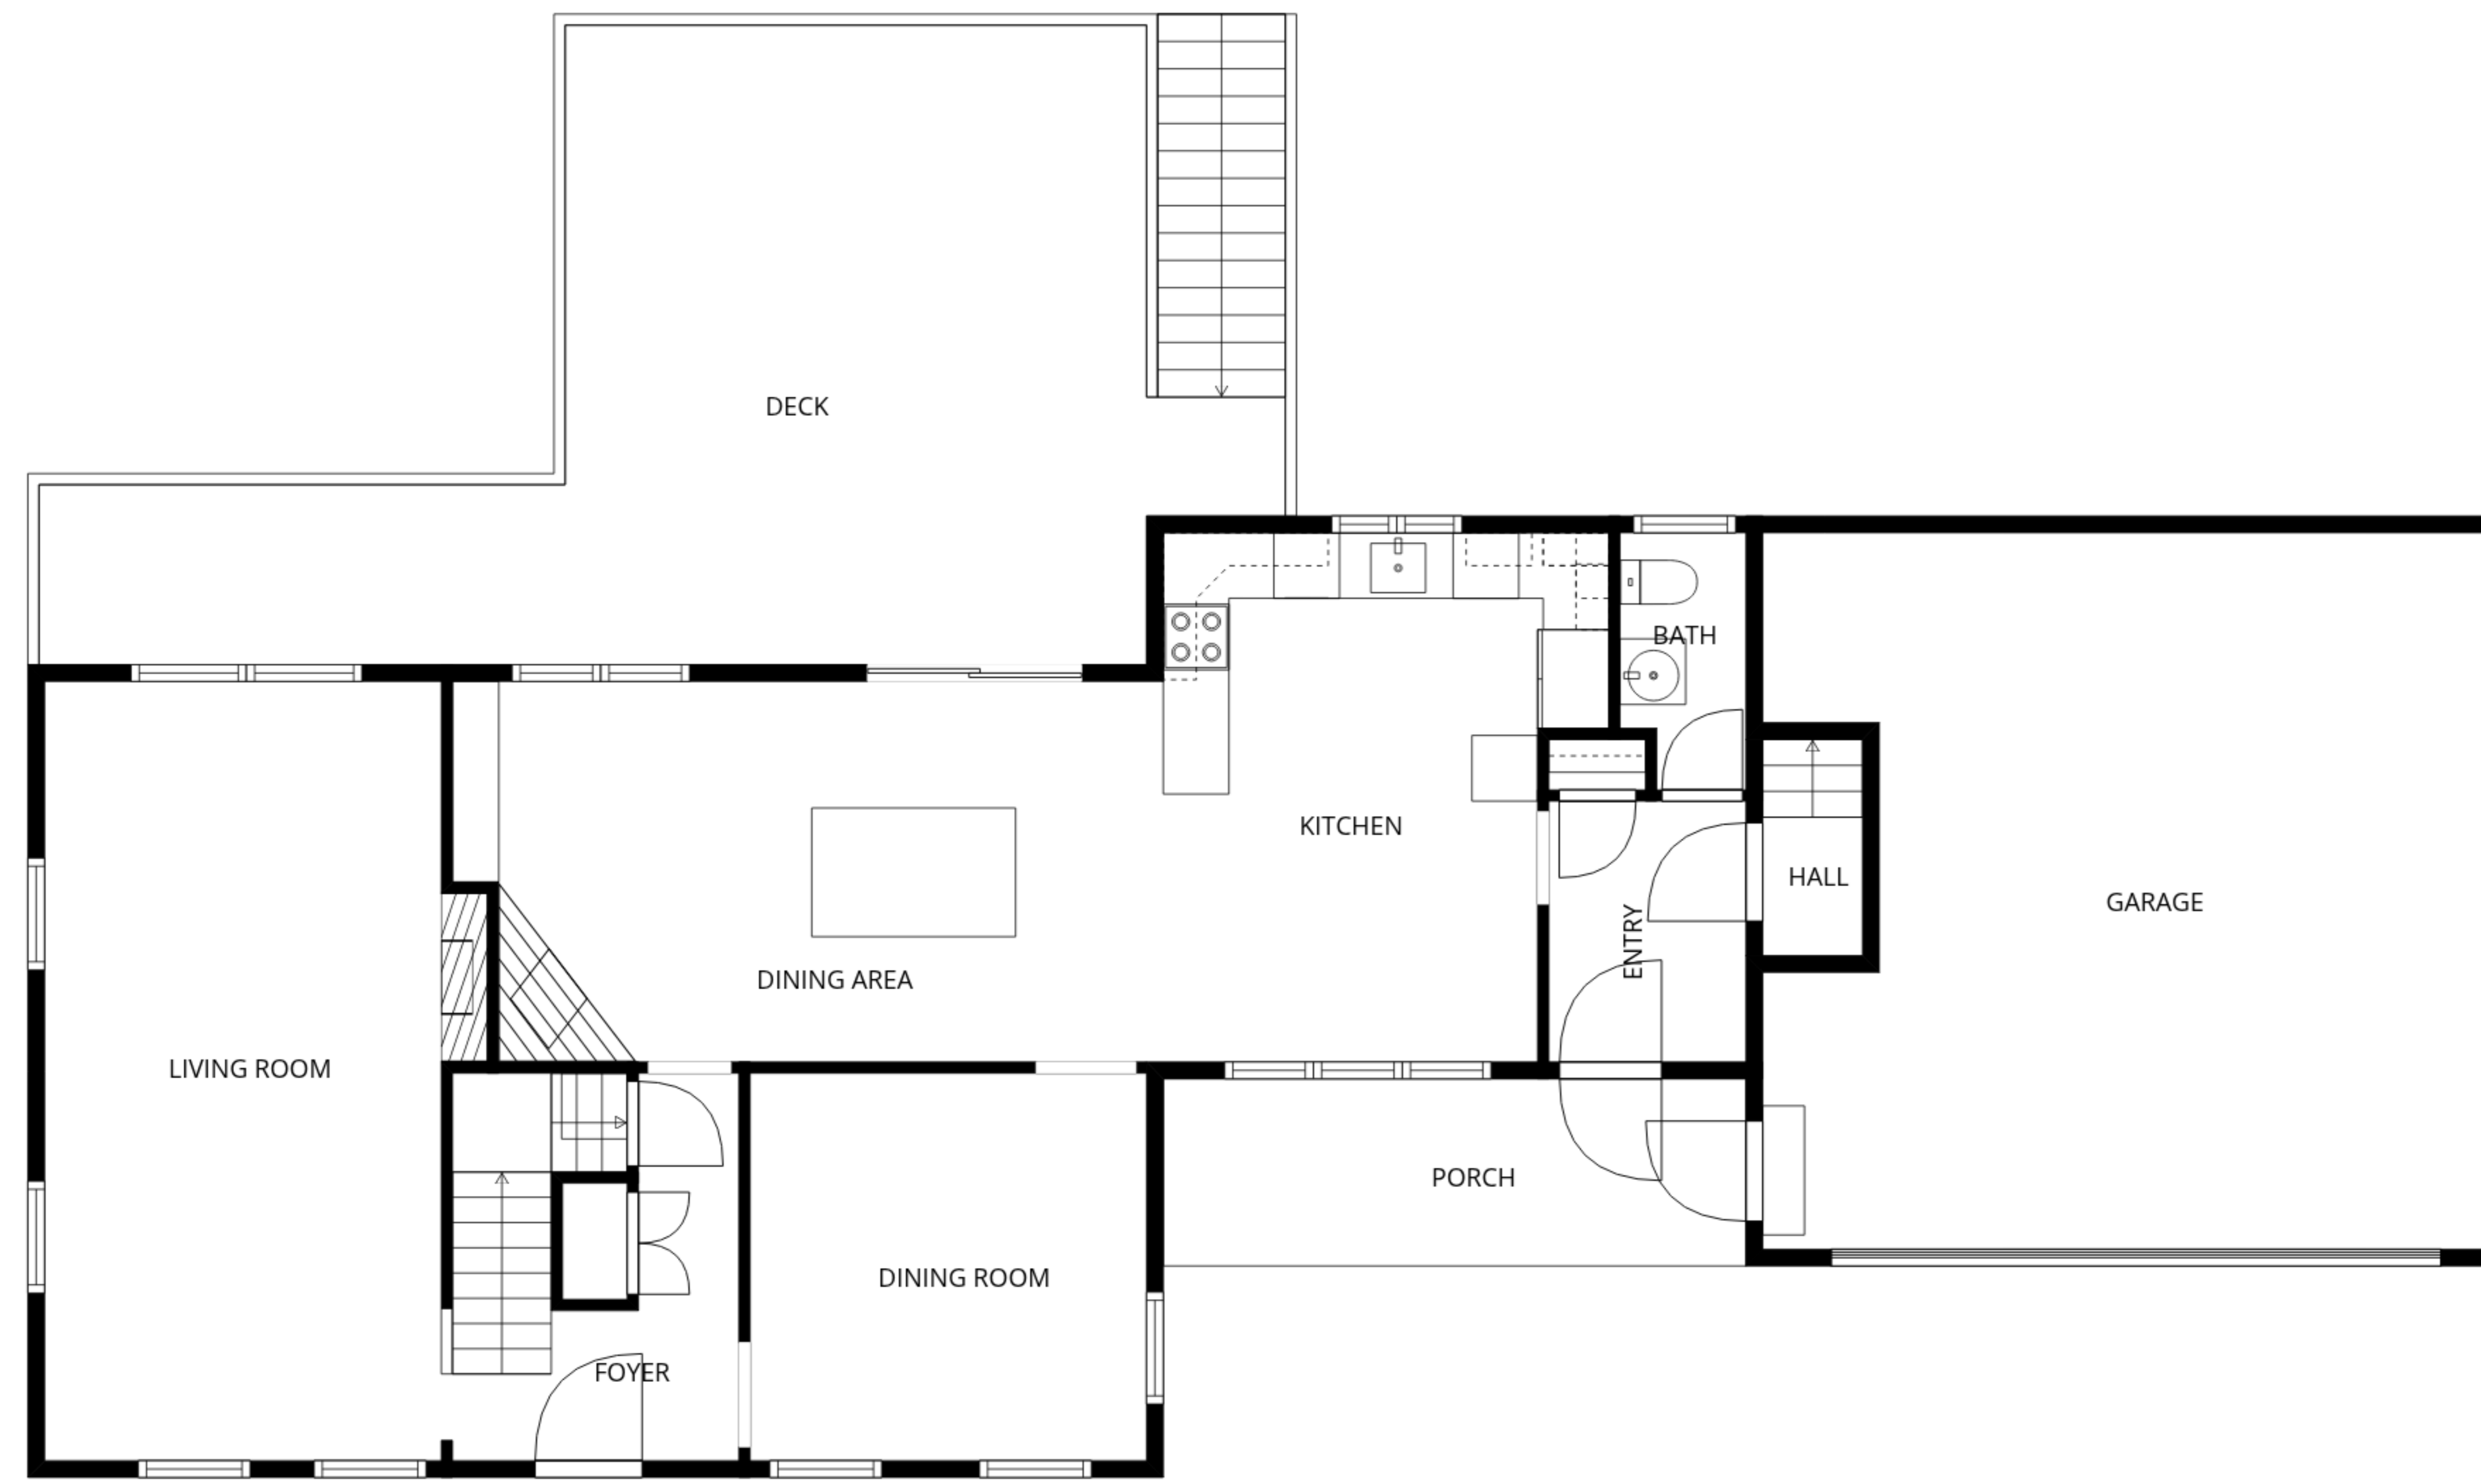 DECK
BATH
KITCHEN
HALL
GARAGE
ENTRY
DINING AREA
LIVING ROOM
PORCH
DINING ROOM
FOYER